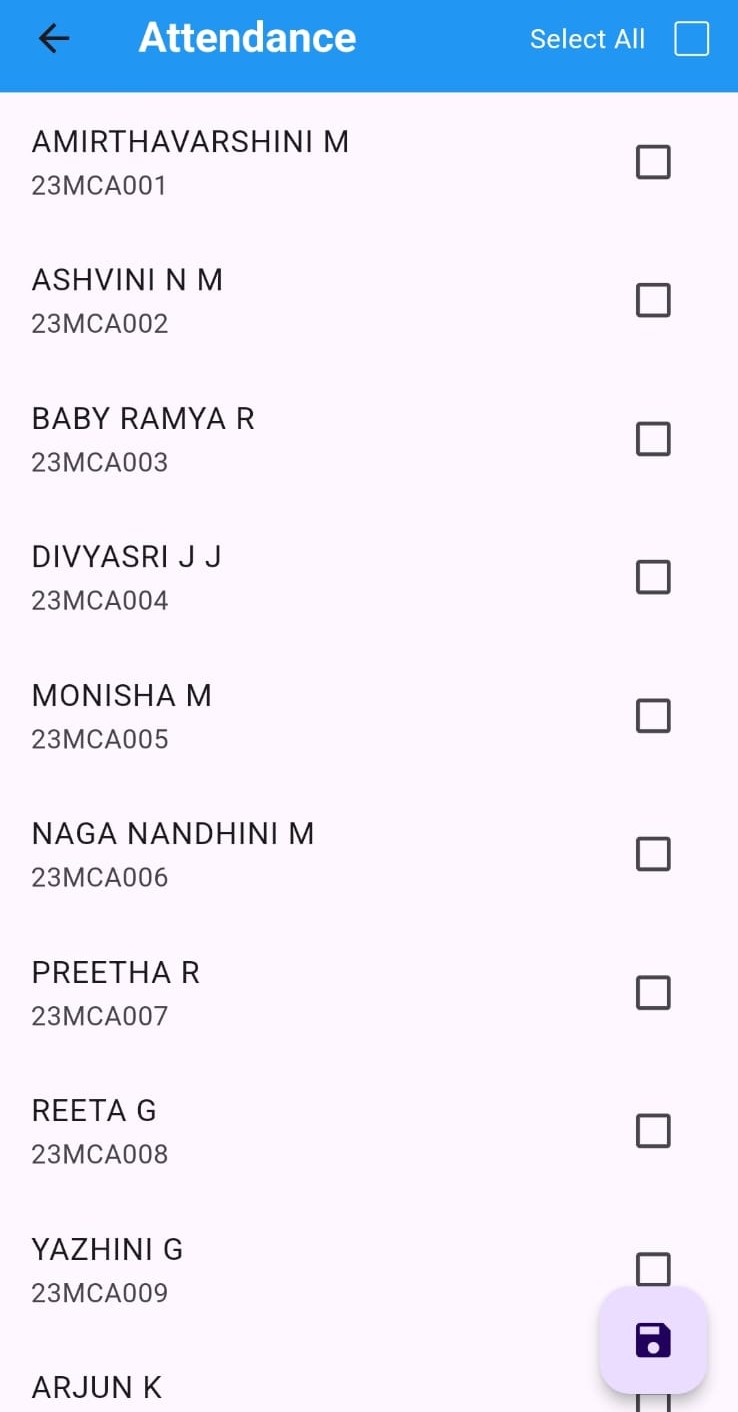 Attendance
Select All
AMIRTHAVARSHINI M
23MCA001
ASHVINI N M
23MCA002
BABY RAMYA R
23MCA003
DIVYASRI J J
23MCA004
MONISHA M
23MCA005
NAGA NANDHINI M
23MCA006
PREETHA R
23MCA007
REETA G
23MCA008
YAZHINI G
23MCA009
ARJUN K